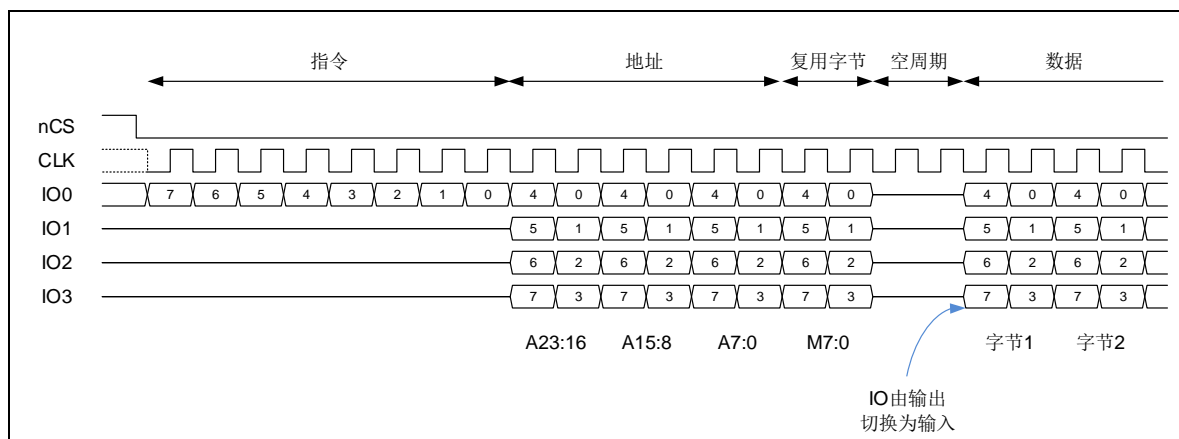 指令 地址 复用字节 空周期 数据
nCS
CLK
IO0 7 6 5 4 3 2 1 0 4 0 4 0 4 0 4 0 4 0 4 0
IO1 5 1 5 1 5 1 5 1 5 1 5 1
IO2 6 2 6 2 6 2 6 2 6 2 6 2
IO3 7 3 7 3 7 3 7 3 7 3 7 3
A23:16 A15:8 A7:0 M7:0 字节1 字节2
IO由输出
切换为输入